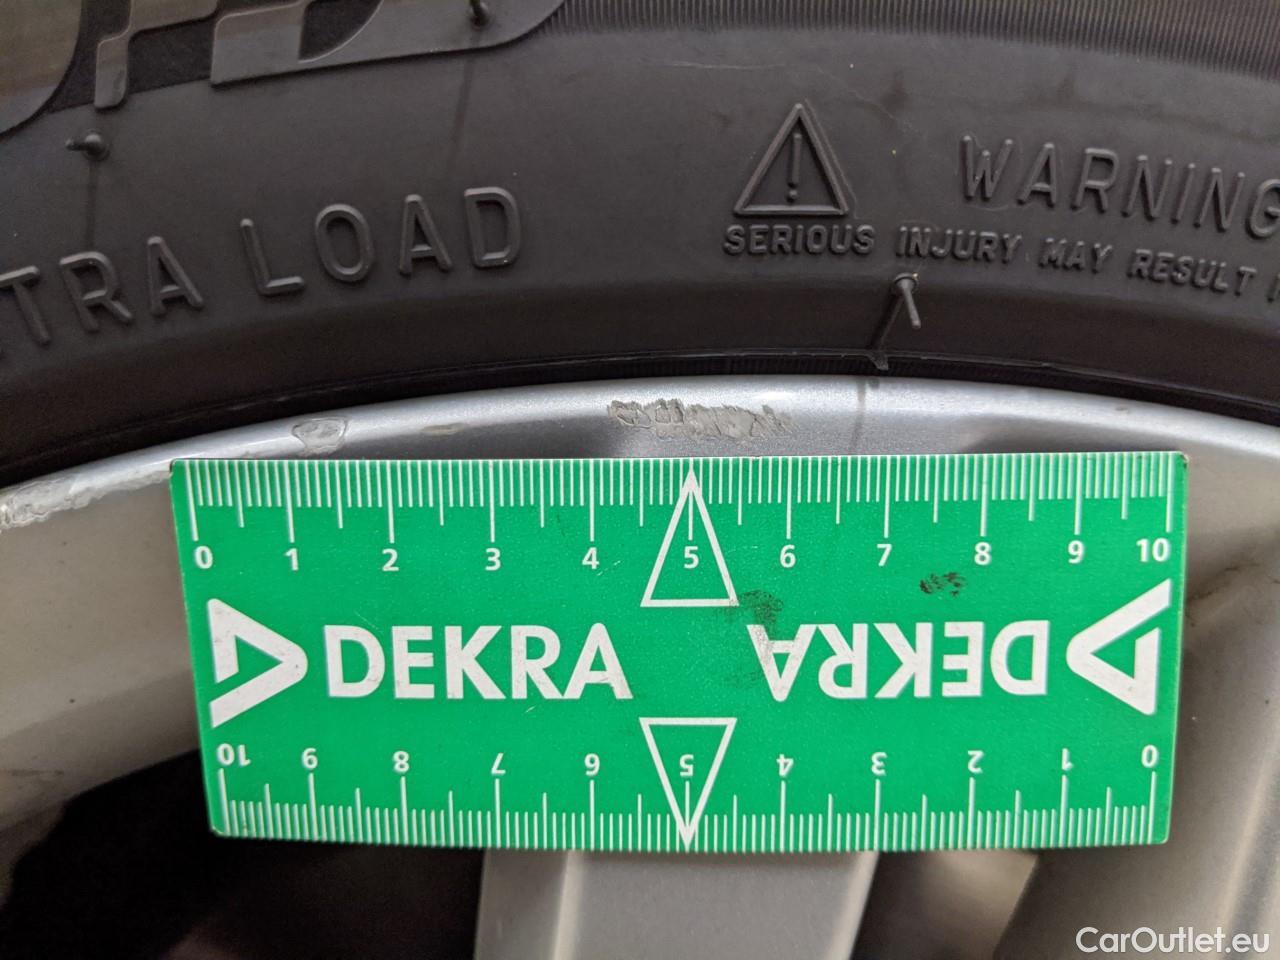 TRA LOAD
WARNING
SERIOUS INJURY MAY RESULT
0 1 2 3 4 5 6 7 8 9 10
DEKRA DEKRA
10 9 8 7 6 5 4 3 2 1 0
CarOutlet.eu